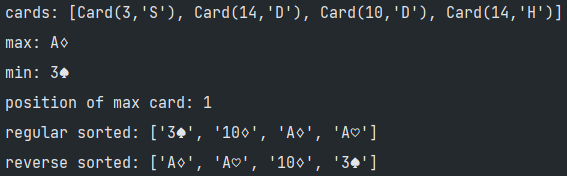 cards: [Card(3,'S'), Card(14,'D'), Card(10,'D'), Card(14,'H')]
max: A♢
min: 3♠
position of max card: 1
regular sorted: ['3♠', '10♢', 'A♢', 'A♡']
reverse sorted: ['A♢', 'A♡', '10♢', '3♠']